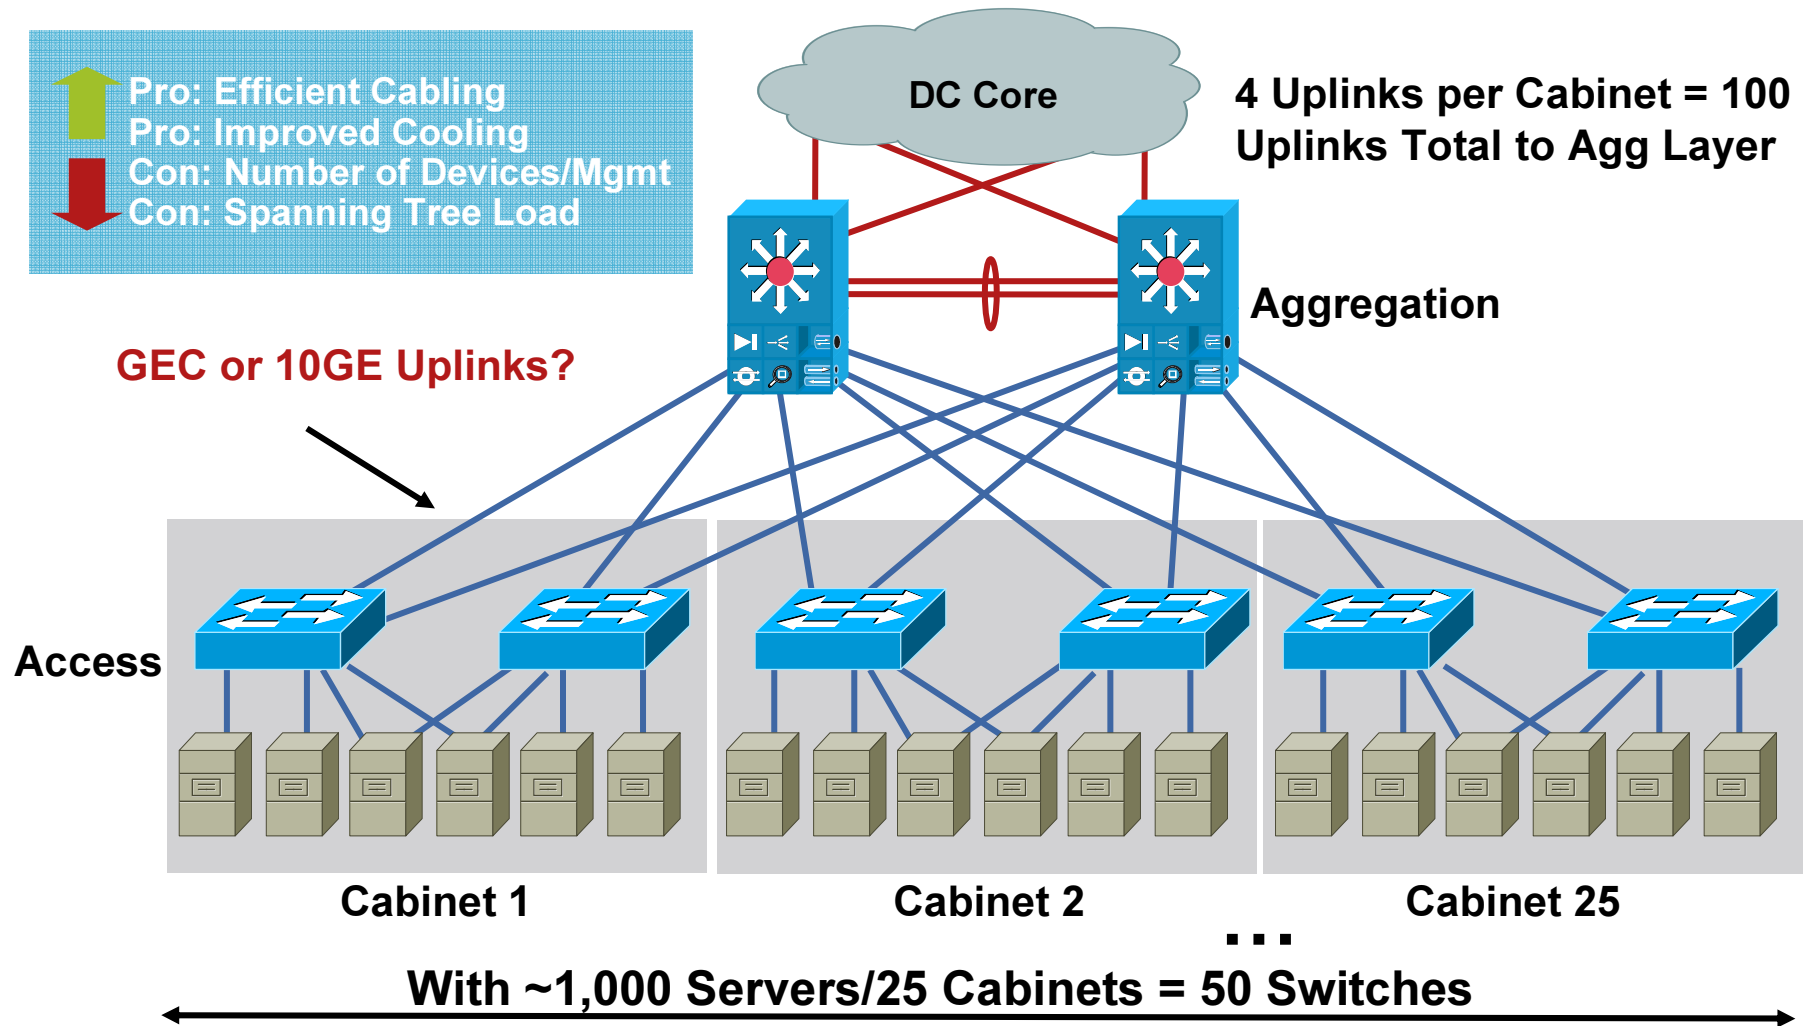 Pro: Efficient Cabling
Pro: Improved Cooling
Con: Number of Devices/Mgmt
Con: Spanning Tree Load
DC Core
4 Uplinks per Cabinet = 100
Uplinks Total to Agg Layer
Aggregation
GEC or 10GE Uplinks?
Access
Cabinet 1
Cabinet 2
Cabinet 25
...
With ~1,000 Servers/25 Cabinets = 50 Switches